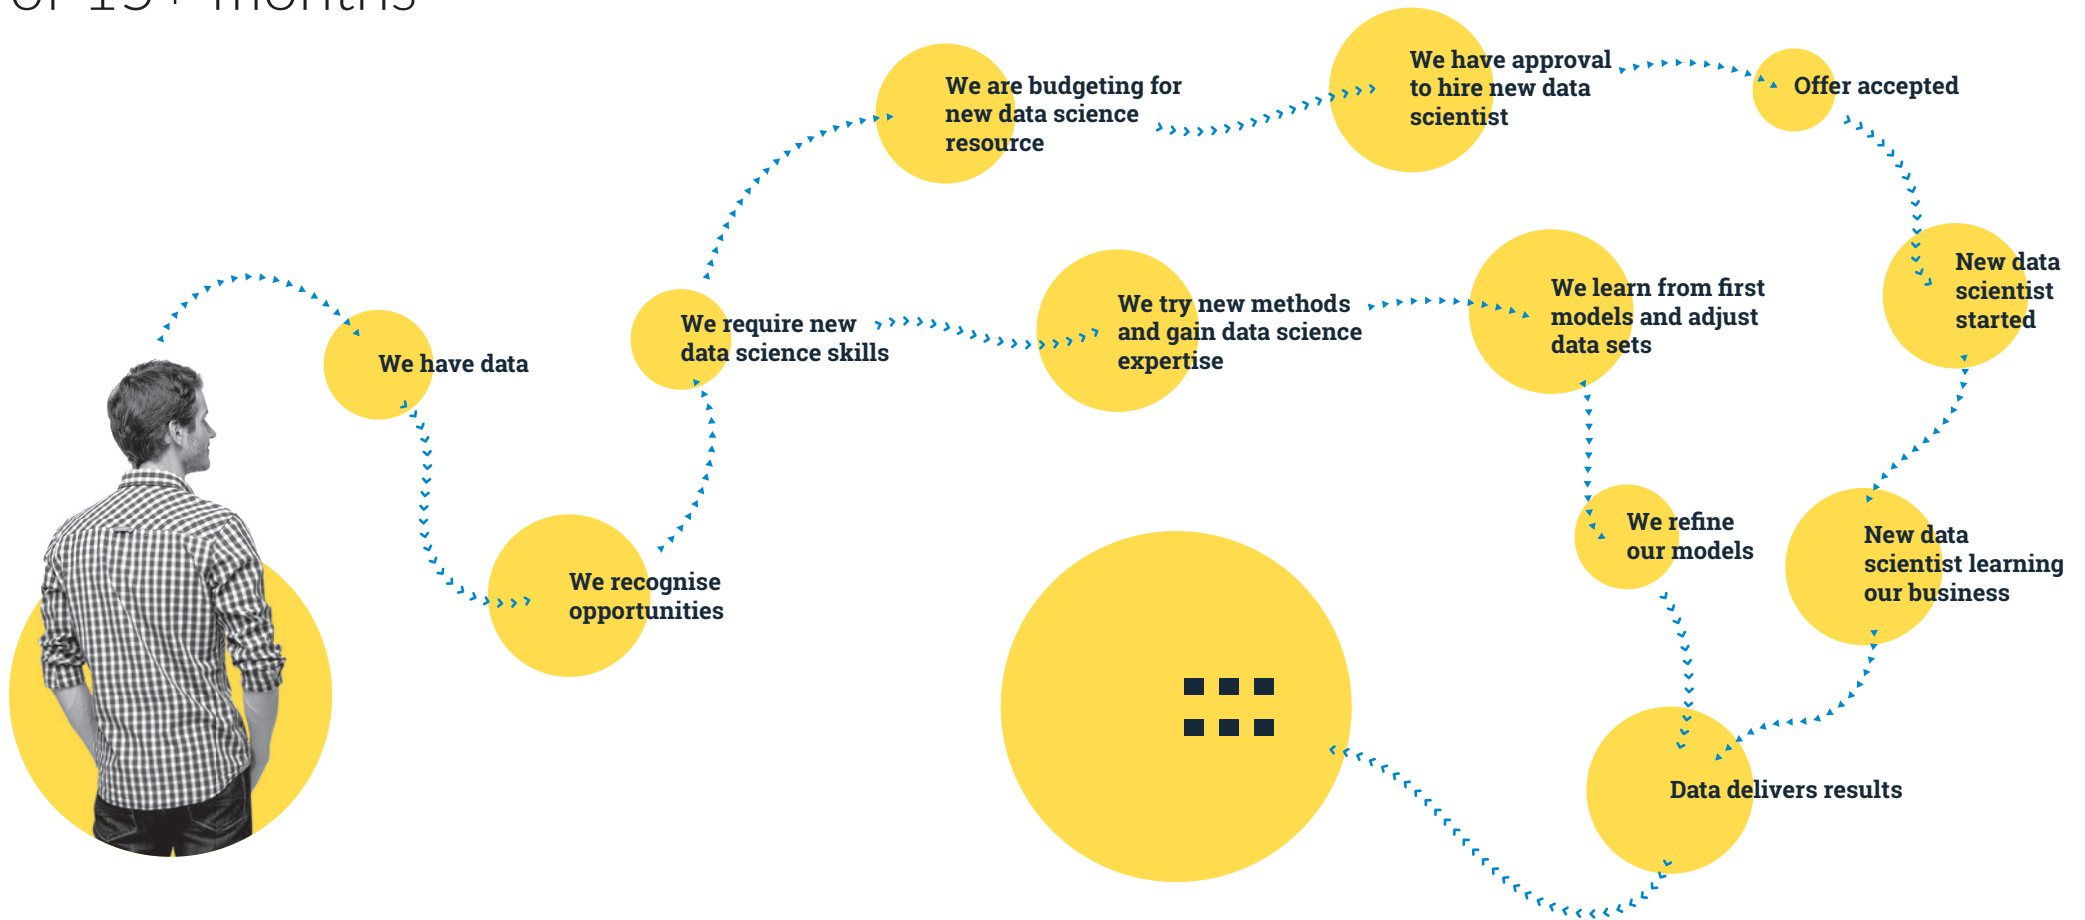 or 15+ months
We are budgeting for
new data science
resource
We have approval
to hire new data
scientist
Offer accepted
New data
scientist
started
We try new methods
and gain data science
expertise
We learn from first
models and adjust
data sets
We require new
data science skills
We have data
We refine
our models
New data
scientist learning
our business
We recognise
opportunities
Data delivers results